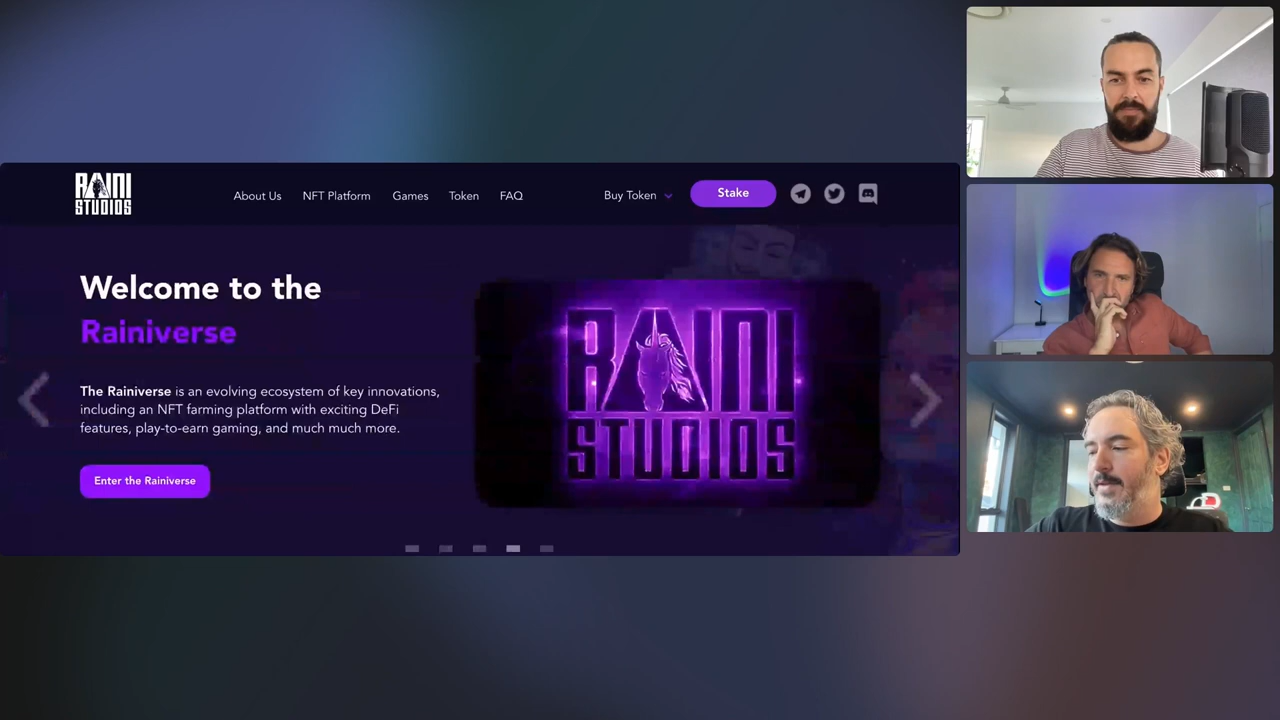 RAINI
STUDIOS
About Us
NFT Platform
Games
Token
FAQ
Buy Token
Stake
Welcome to the
Rainiverse
The Rainiverse is an evolving ecosystem of key innovations,
including an NFT farming platform with exciting DeFi
features, play-to-earn gaming, and much much more.
Enter the Rainiverse
RAINI
STUDIOS